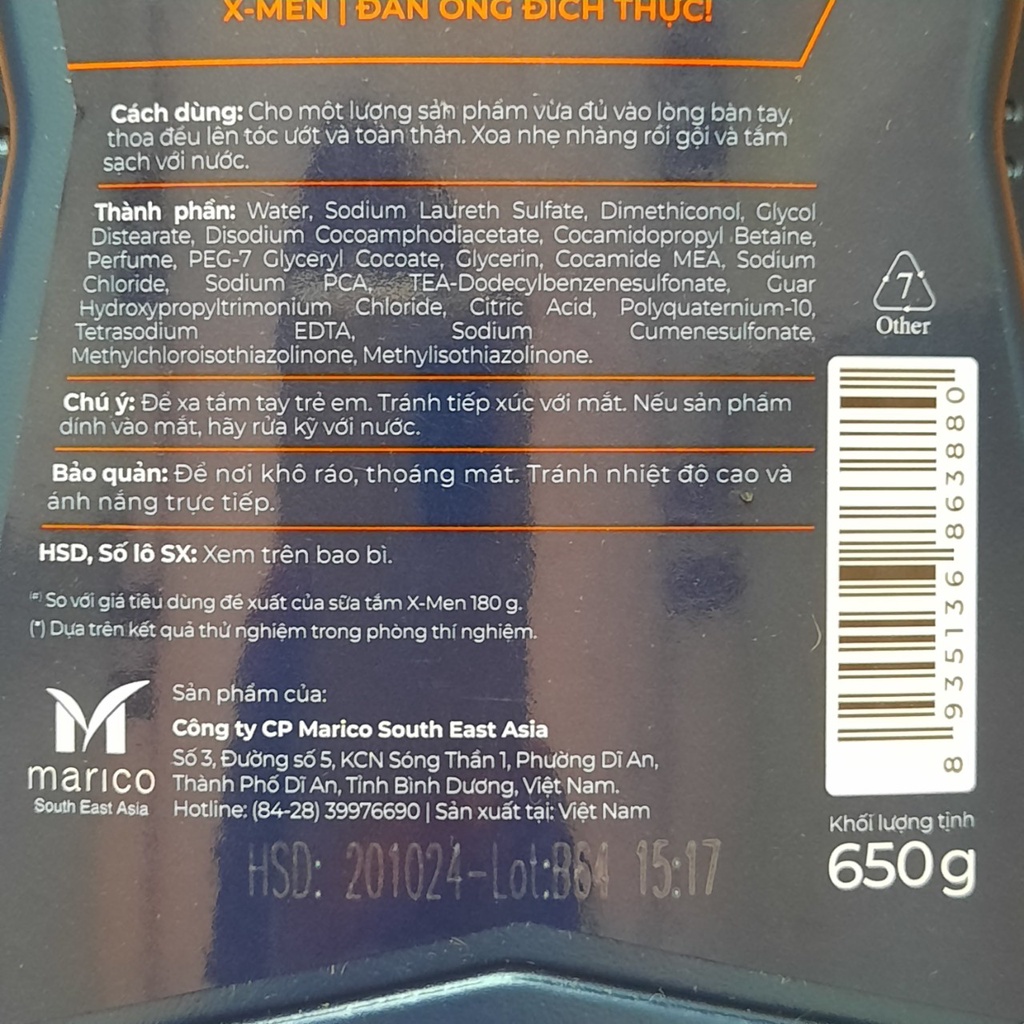 X-MEN | ĐÀN ÔNG ĐÍCH THỰC!
Cách dùng: Cho một lượng sản phẩm vừa đủ vào lòng bàn tay,
thoa đều lên tóc ướt và toàn thân. Xoa nhẹ nhàng rồi gội và tắm
sạch với nước.
Thành phần: Water, Sodium Laureth Sulfate, Dimethiconol, Glycol
Distearate, Disodium Cocoamphodiacetate, Cocamidopropyl Betaine,
Perfume, PEG-7 Glyceryl Cocoate, Glycerin, Cocamide MEA, Sodium
Chloride, Sodium PCA, TEA-Dodecylbenzenesulfonate, Guar
Hydroxypropyltrimonium Chloride, Citric Acid, Polyquaternium-10,
Tetrasodium EDTA, Sodium Cumenesulfonate,
Methylchloroisothiazolinone, Methylisothiazolinone.
Chú ý: Để xa tầm tay trẻ em. Tránh tiếp xúc với mắt. Nếu sản phẩm
dính vào mắt, hãy rửa kỹ với nước.
Bảo quản: Để nơi khô ráo, thoáng mát. Tránh nhiệt độ cao và
ánh nắng trực tiếp.
HSD, Số lô SX: Xem trên bao bì.
(#) So với giá tiêu dùng đề xuất của sữa tắm X-Men 180 g.
(*) Dựa trên kết quả thử nghiệm trong phòng thí nghiệm.
marico
South East Asia
Sản phẩm của:
Công ty CP Marico South East Asia
Số 3, Đường số 5, KCN Sóng Thần 1, Phường Dĩ An,
Thành Phố Dĩ An, Tỉnh Bình Dương, Việt Nam.
Hotline: (84-28) 39976690 | Sản xuất tại: Việt Nam
HSD: 201024-Lot:B64 15:17
7
Other
8 935136 863880
Khối lượng tịnh
650g